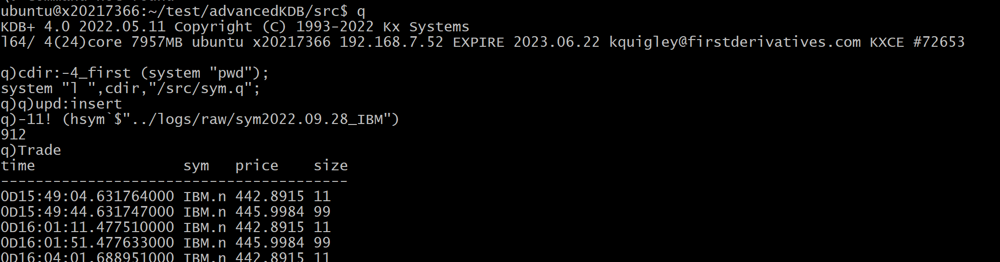 ubuntu@x20217366:~/test/advancedKDB/src$ q
KDB+ 4.0 2022.05.11 Copyright (C) 1993-2022 Kx Systems
l64/ 4(24)core 7957MB ubuntu x20217366 192.168.7.52 EXPIRE 2023.06.22 kquigley@firstderivatives.com KXCE #72653
q)cdir:-4_first (system "pwd");
system "l ",cdir,"/src/sym.q";
q)q)upd:insert
q)-11! (hsym`$"../logs/raw/sym2022.09.28_IBM")
912
q)Trade
time sym price size
----------------------------------------
0D15:49:04.631764000 IBM.n 442.8915 11
0D15:49:44.631747000 IBM.n 445.9984 99
0D16:01:11.477510000 IBM.n 442.8915 11
0D16:01:51.477633000 IBM.n 445.9984 99
0D16:04:01.688951000 IBM.n 442.8915 11